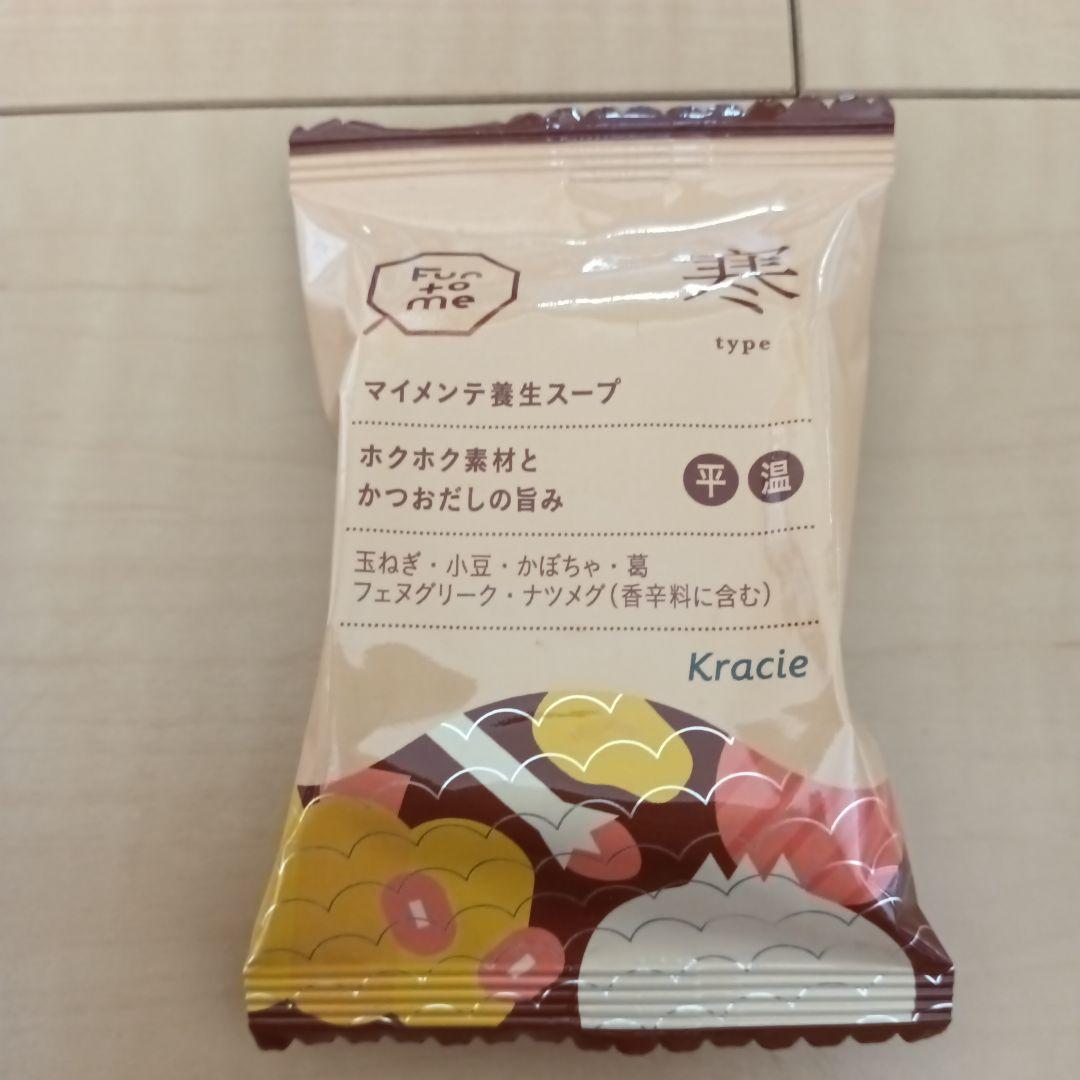 Fun
to
me
寒
type
マイメンテ養生スープ
ホクホク素材と
かつおだしの旨み
平 温
玉ねぎ・小豆・かぼちゃ・葛
フェヌグリーク・ナツメグ(香辛料に含む)
Kracie